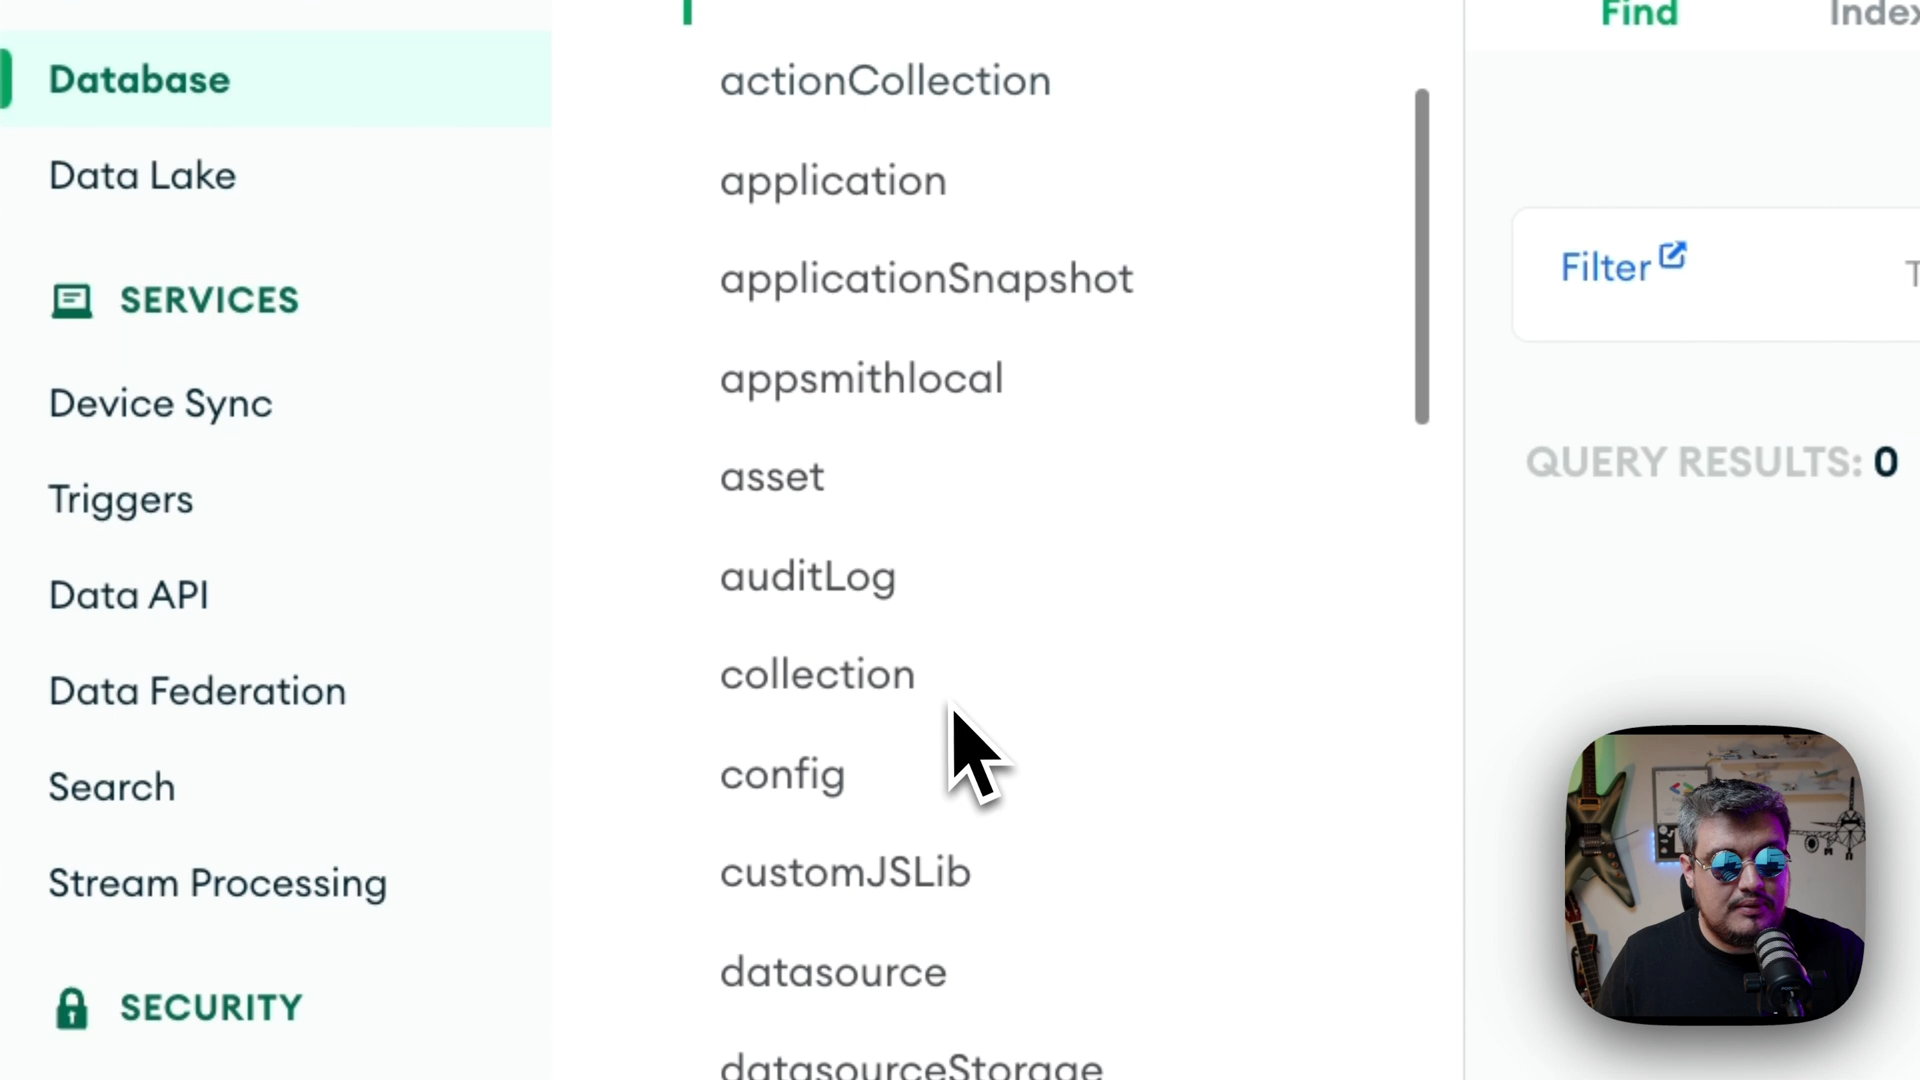 Database
Data Lake
SERVICES
Device Sync
Triggers
Data API
Data Federation
Search
Stream Processing
SECURITY
actionCollection
application
applicationSnapshot
appsmithlocal
asset
auditLog
collection
config
customJSLib
datasource
datasourceStorage
Find
Index
Filter
T
QUERY RESULTS: 0